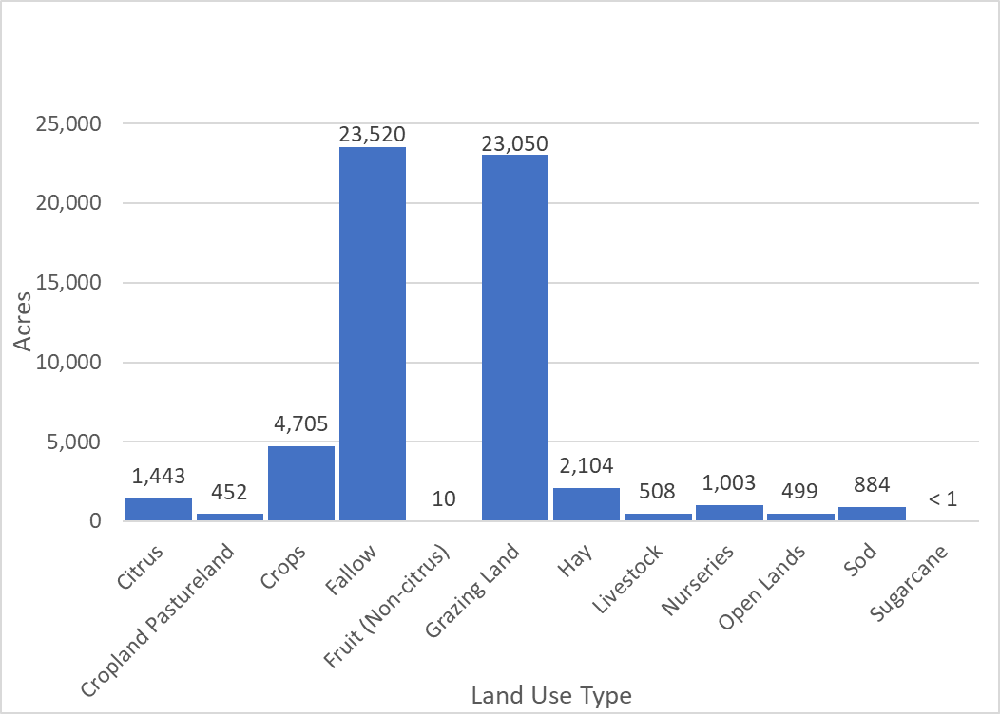 25,000
20,000
15,000
10,000
5,000
0
Acres
1,443
452
4,705
23,520
10
23,050
2,104
508
1,003
499
884
< 1
Citrus
Cropland Pastureland
Crops
Fallow
Fruit (Non-citrus)
Grazing Land
Hay
Livestock
Nurseries
Open Lands
Sod
Sugarcane
Land Use Type